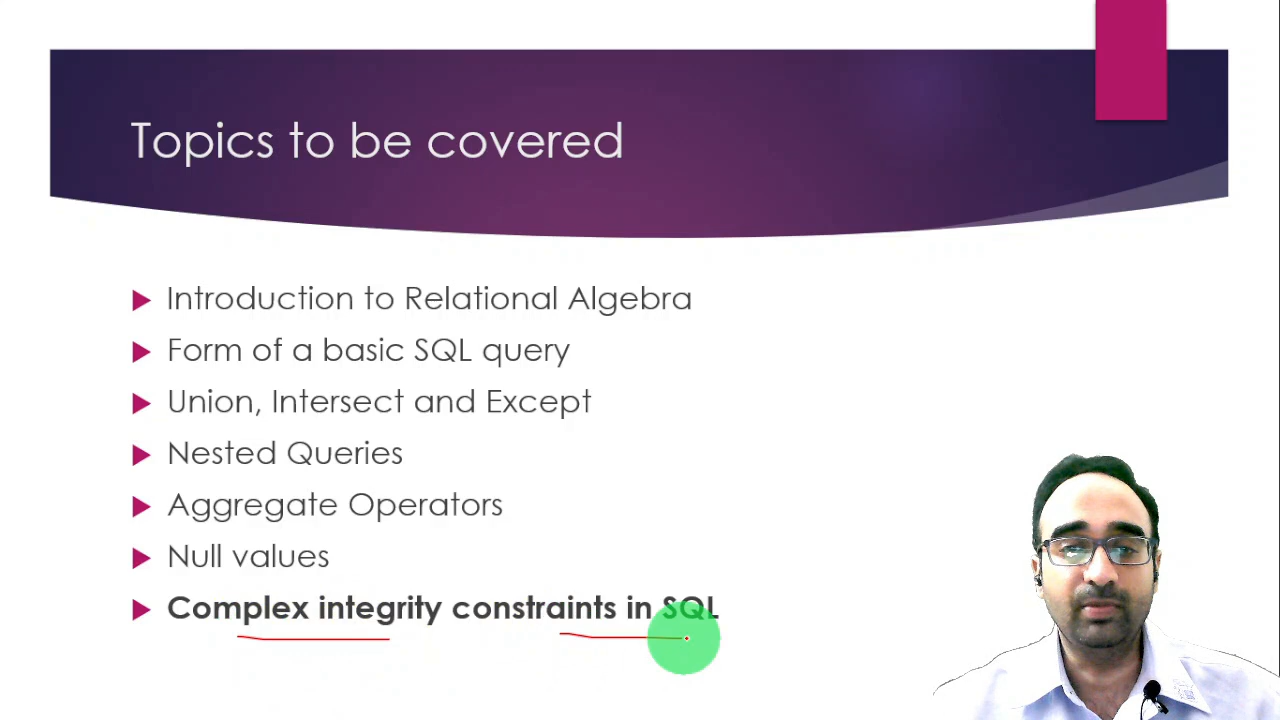 Topics to be covered
Introduction to Relational Algebra
Form of a basic SQL query
Union, Intersect and Except
Nested Queries
Aggregate Operators
Null values
Complex integrity constraints in SQL